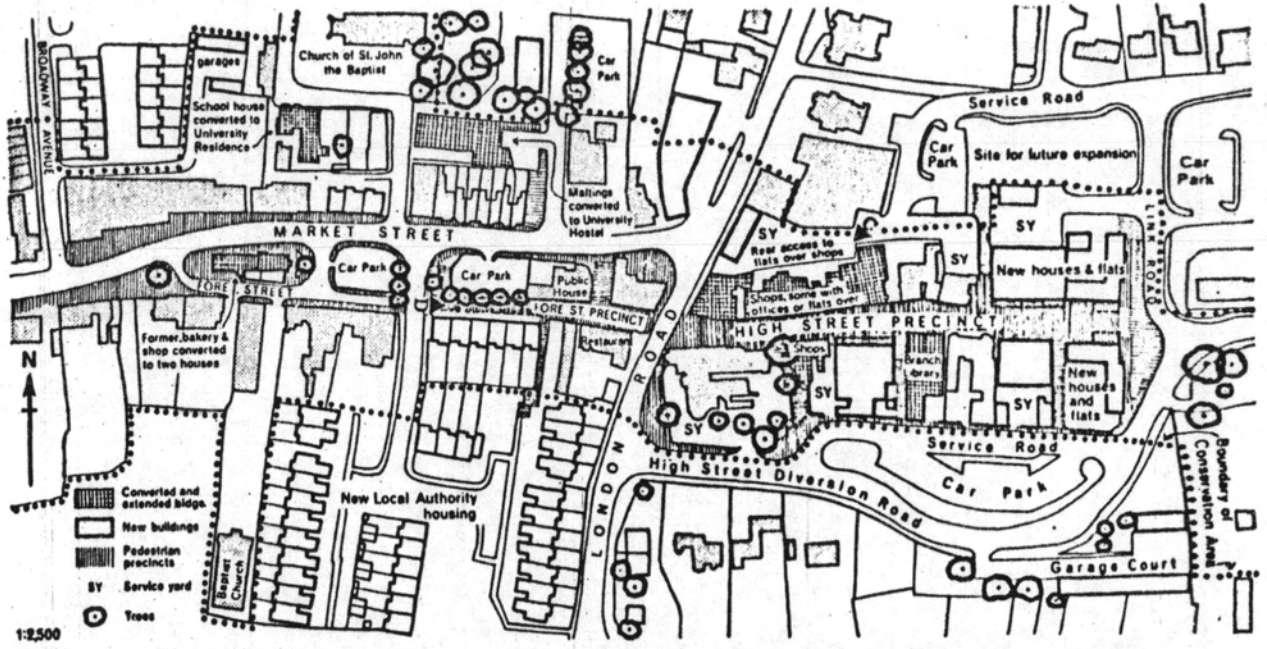 BROADWAY AVENUE
garages
Church of St. John
the Baptist
Car
Park
School house
converted to
University
Residence
Maltings
converted
to University
Hostel
MARKET STREET
Car Park
Car Park
Public
House
FORE STREET
FORE ST. PRECINCT
Restaurant
Former, bakery &
shop converted
to two houses
N
Service Road
Car
Park
Site for future expansion
Car
Park
SY
Rear access to
flats over shops
SY
SY
New houses & flats
LINK ROAD
Shops, some with
offices or flats over
HIGH STREET PRECINCT
Shops
SY
Branch
Library
New
houses
and
flats
SY
SY
LONDON ROAD
Service Road
High Street Diversion Road
Car Park
Boundary of
Conservation Area
Garage Court
New Local Authority
housing
Baptist
Church
Converted and
extended bldgs.
New buildings
Pedestrian
precincts
SY Service yard
Trees
1:2,500